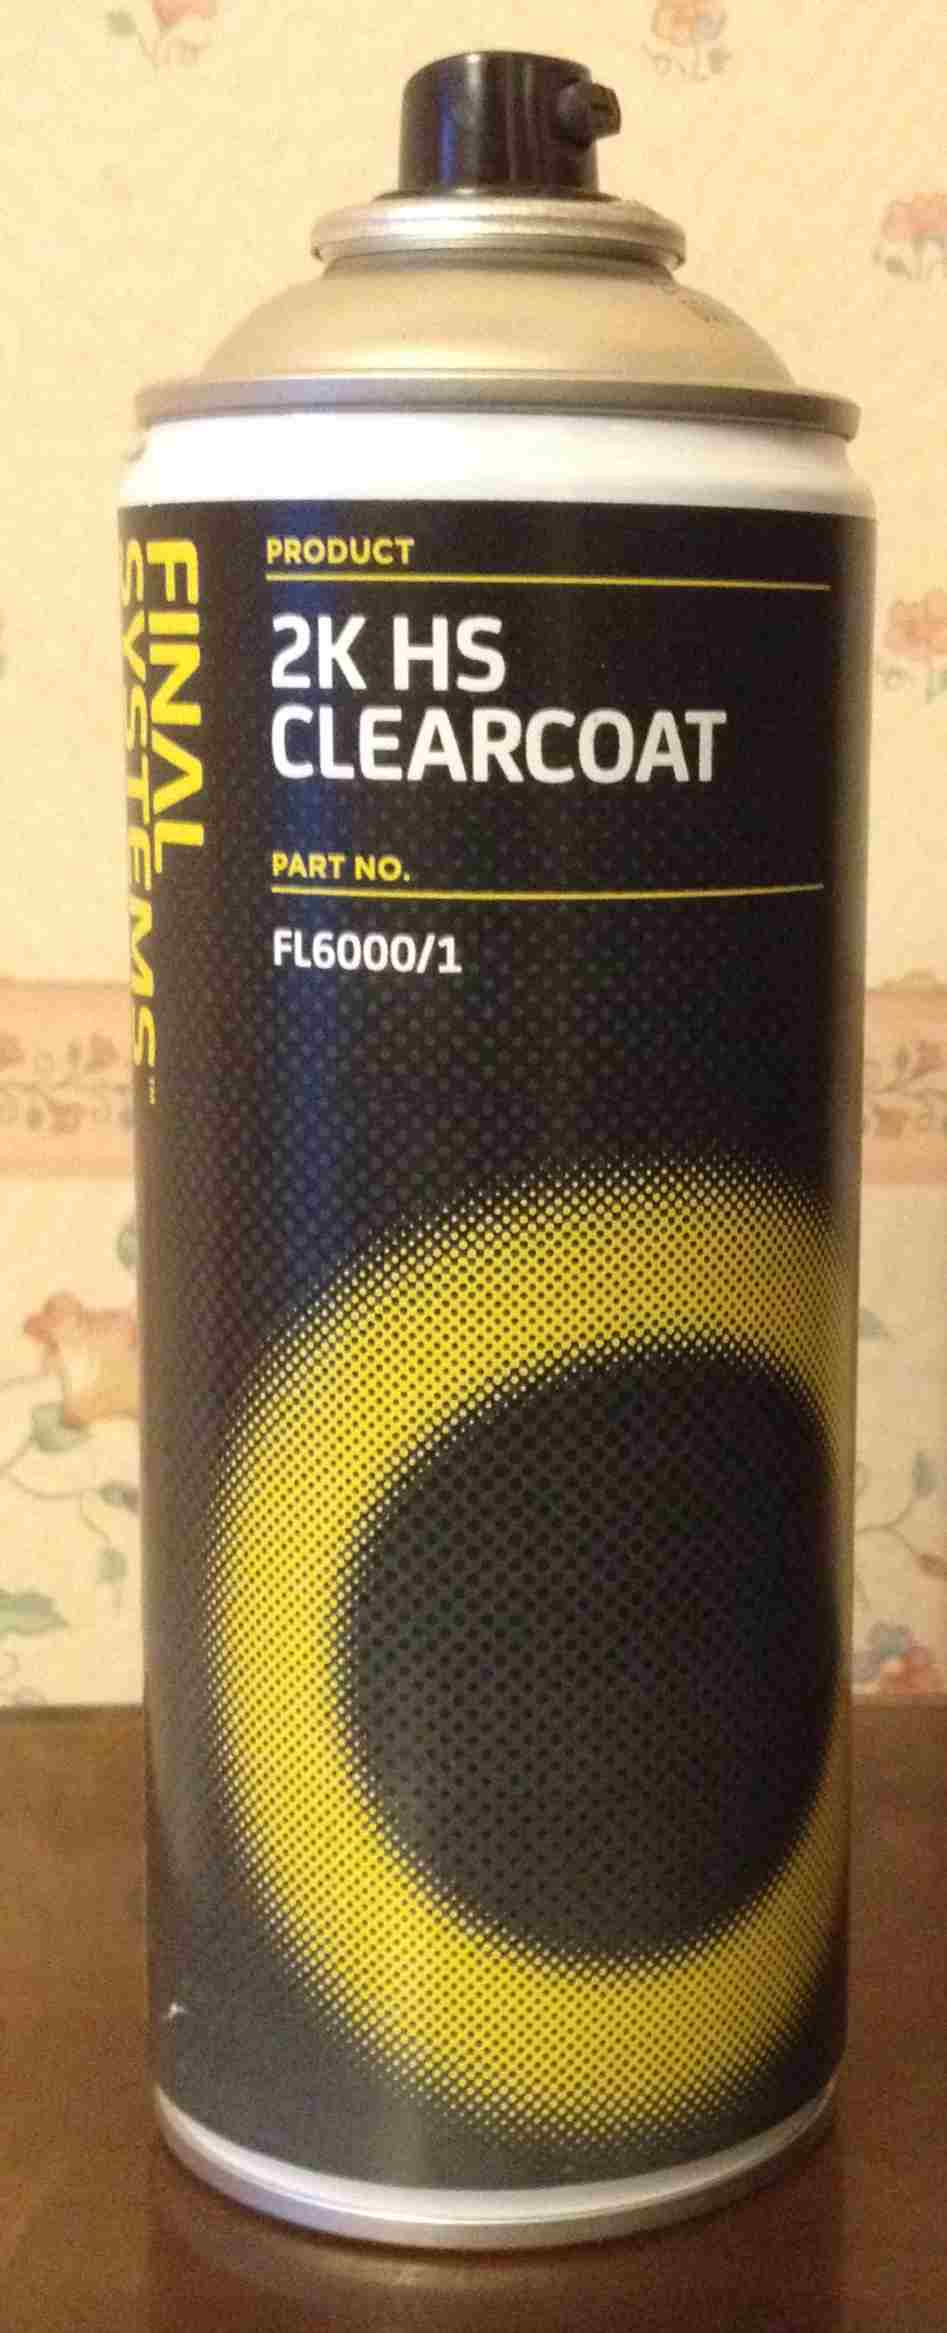 FINAL
SYSTEMS™
PRODUCT
2K HS
CLEARCOAT
PART NO.
FL6000/1